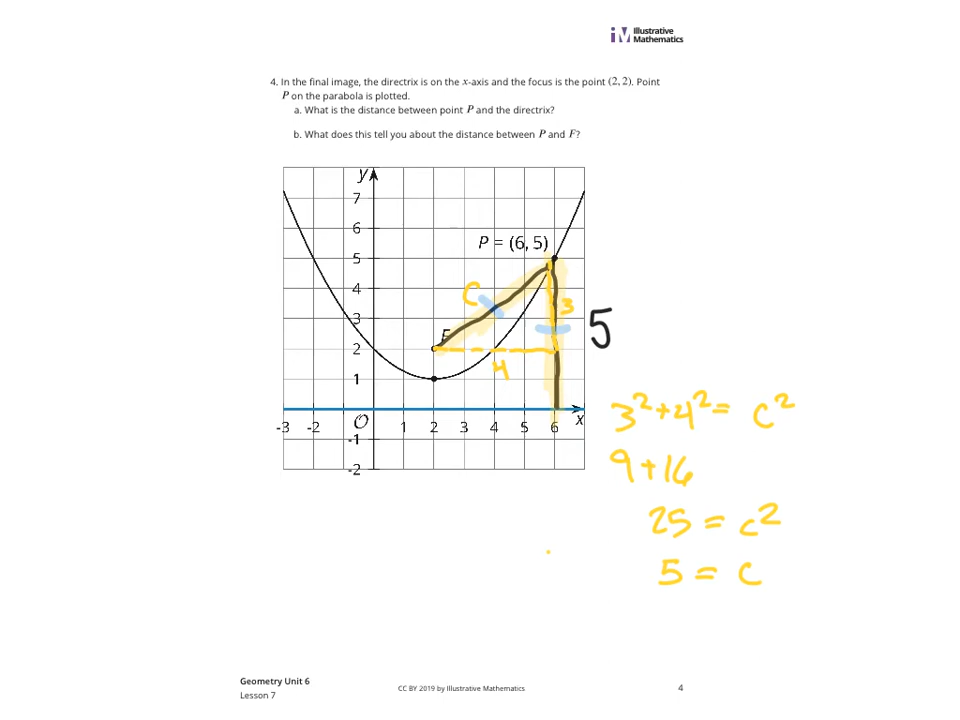 Illustrative
Mathematics
4. In the final image, the directrix is on the x-axis and the focus is the point (2, 2). Point
P on the parabola is plotted.
a. What is the distance between point P and the directrix?
b. What does this tell you about the distance between P and F?
y
7
6
P = (6, 5)
5
4
C
3
3
5
F
2
4
1
O
x
-3 -2 1 2 3 4 5 6
-1
-2
3² + 4² = c²
9 + 16
25 = c²
5 = c
Geometry Unit 6
Lesson 7
CC BY 2019 by Illustrative Mathematics
4